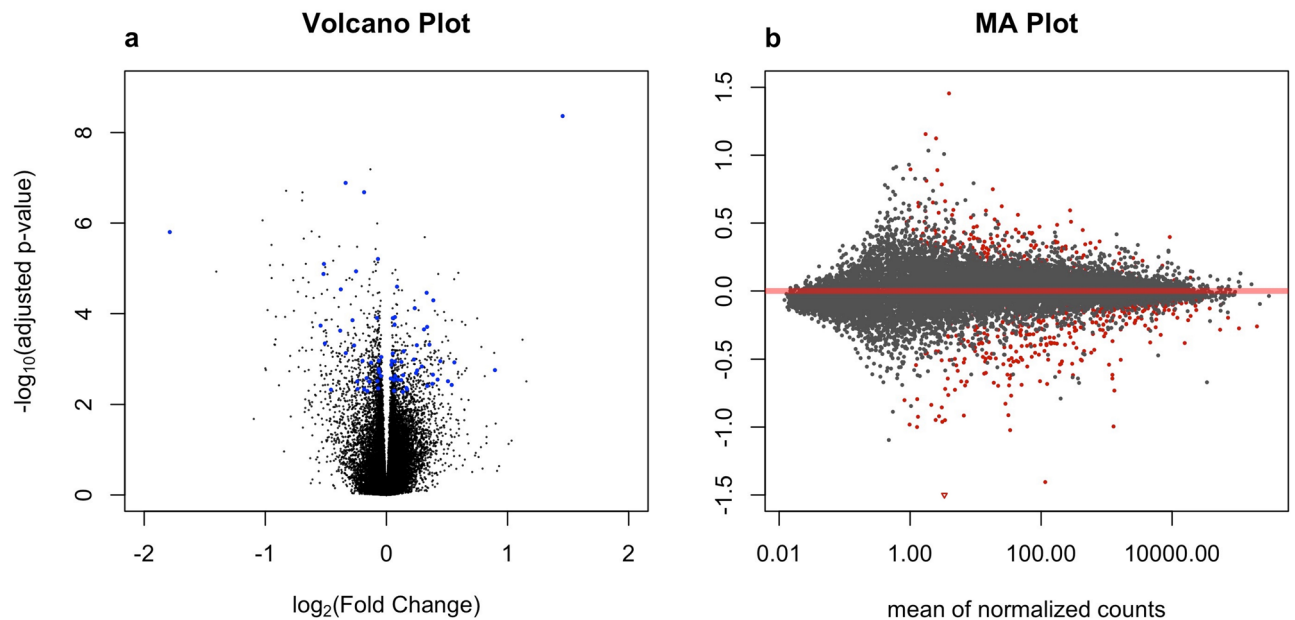 Volcano Plot
a
-log10(adjusted p-value)
8
6
4
2
0
-2 -1 0 1 2
log2(Fold Change)
MA Plot
b
1.5
1.0
0.5
0.0
-0.5
-1.0
-1.5
0.01 1.00 100.00 10000.00
mean of normalized counts